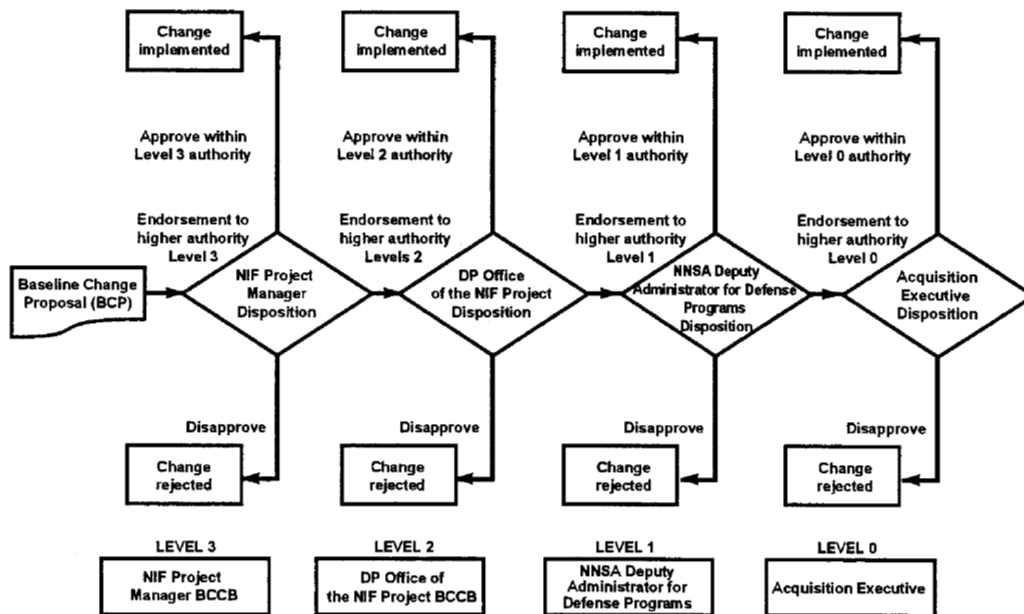 Change
implemented
Change
implemented
Change
implemented
Change
implemented
Approve within
Level 3 authority
Approve within
Level 2 authority
Approve within
Level 1 authority
Approve within
Level 0 authority
Endorsement to
higher authority
Level 3
Endorsement to
higher authority
Levels 2
Endorsement to
higher authority
Level 1
Endorsement to
higher authority
Level 0
Baseline Change
Proposal (BCP)
NIF Project
Manager
Disposition
DP Office
of the NIF Project
Disposition
NNSA Deputy
Administrator for Defense
Programs
Disposition
Acquisition
Executive
Disposition
Disapprove
Disapprove
Disapprove
Disapprove
Change
rejected
Change
rejected
Change
rejected
Change
rejected
LEVEL 3
LEVEL 2
LEVEL 1
LEVEL 0
NIF Project
Manager BCCB
DP Office of
the NIF Project BCCB
NNSA Deputy
Administrator for
Defense Programs
Acquisition Executive